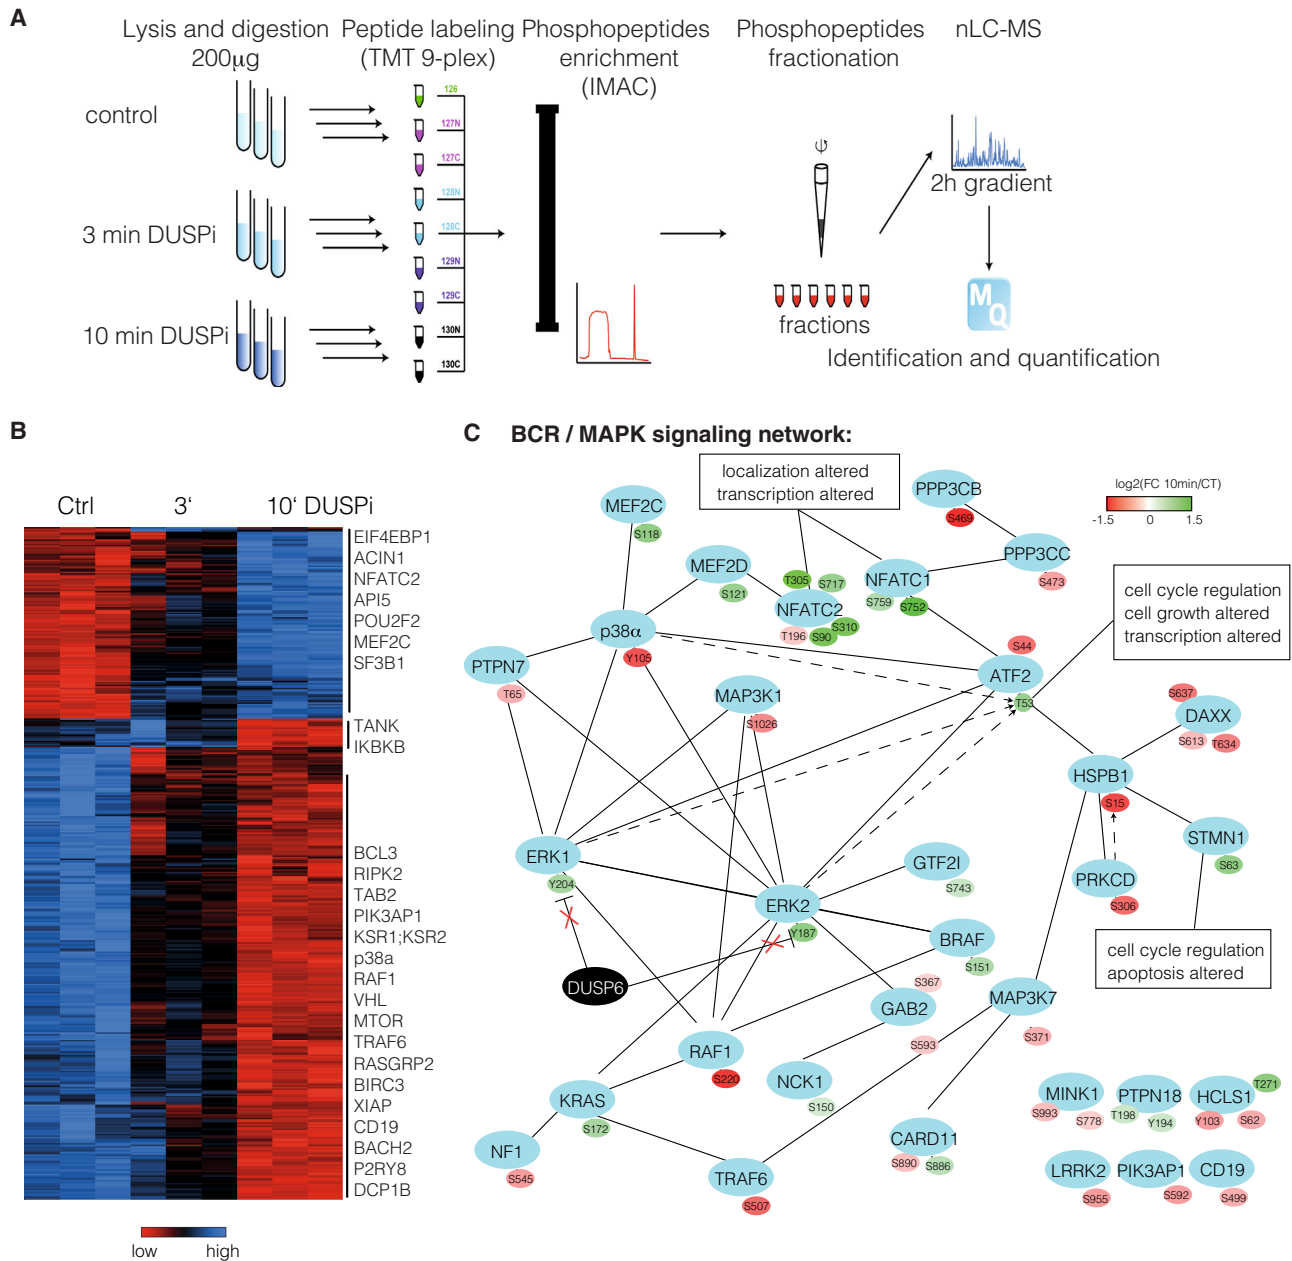 A
Lysis and digestion
200µg
Peptide labeling
(TMT 9-plex)
Phosphopeptides
enrichment
(IMAC)
Phosphopeptides
fractionation
nLC-MS
control
3 min DUSPi
10 min DUSPi
126
127N
127C
128N
128C
129N
129C
130N
130C
fractions
2h gradient
MQ
Identification and quantification
B
Ctrl
3‘
10‘ DUSPi
EIF4EBP1
ACIN1
NFATC2
API5
POU2F2
MEF2C
SF3B1
TANK
IKBKB
BCL3
RIPK2
TAB2
PIK3AP1
KSR1;KSR2
p38a
RAF1
VHL
MTOR
TRAF6
RASGRP2
BIRC3
XIAP
CD19
BACH2
P2RY8
DCP1B
low
high
C
BCR / MAPK signaling network:
localization altered
transcription altered
log2(FC 10min/CT)
-1.5
0
1.5
cell cycle regulation
cell growth altered
transcription altered
cell cycle regulation
apoptosis altered
MEF2C
S118
MEF2D
S121
NFATC2
T305
S717
T196
S90
S310
NFATC1
S759
S752
PPP3CB
S469
PPP3CC
S473
p38α
Y105
PTPN7
T65
MAP3K1
S1026
ATF2
S44
T53
DAXX
S637
S613
T634
HSPB1
S15
STMN1
S63
PRKCD
S306
ERK1
Y204
ERK2
Y187
GTF2I
S743
BRAF
S151
DUSP6
GAB2
S367
S593
MAP3K7
S371
RAF1
S220
NCK1
S150
KRAS
S172
NF1
S545
TRAF6
S507
CARD11
S890
S886
MINK1
S993
S778
PTPN18
T198
Y194
HCLS1
T271
Y103
S62
LRRK2
S955
PIK3AP1
S592
CD19
S499